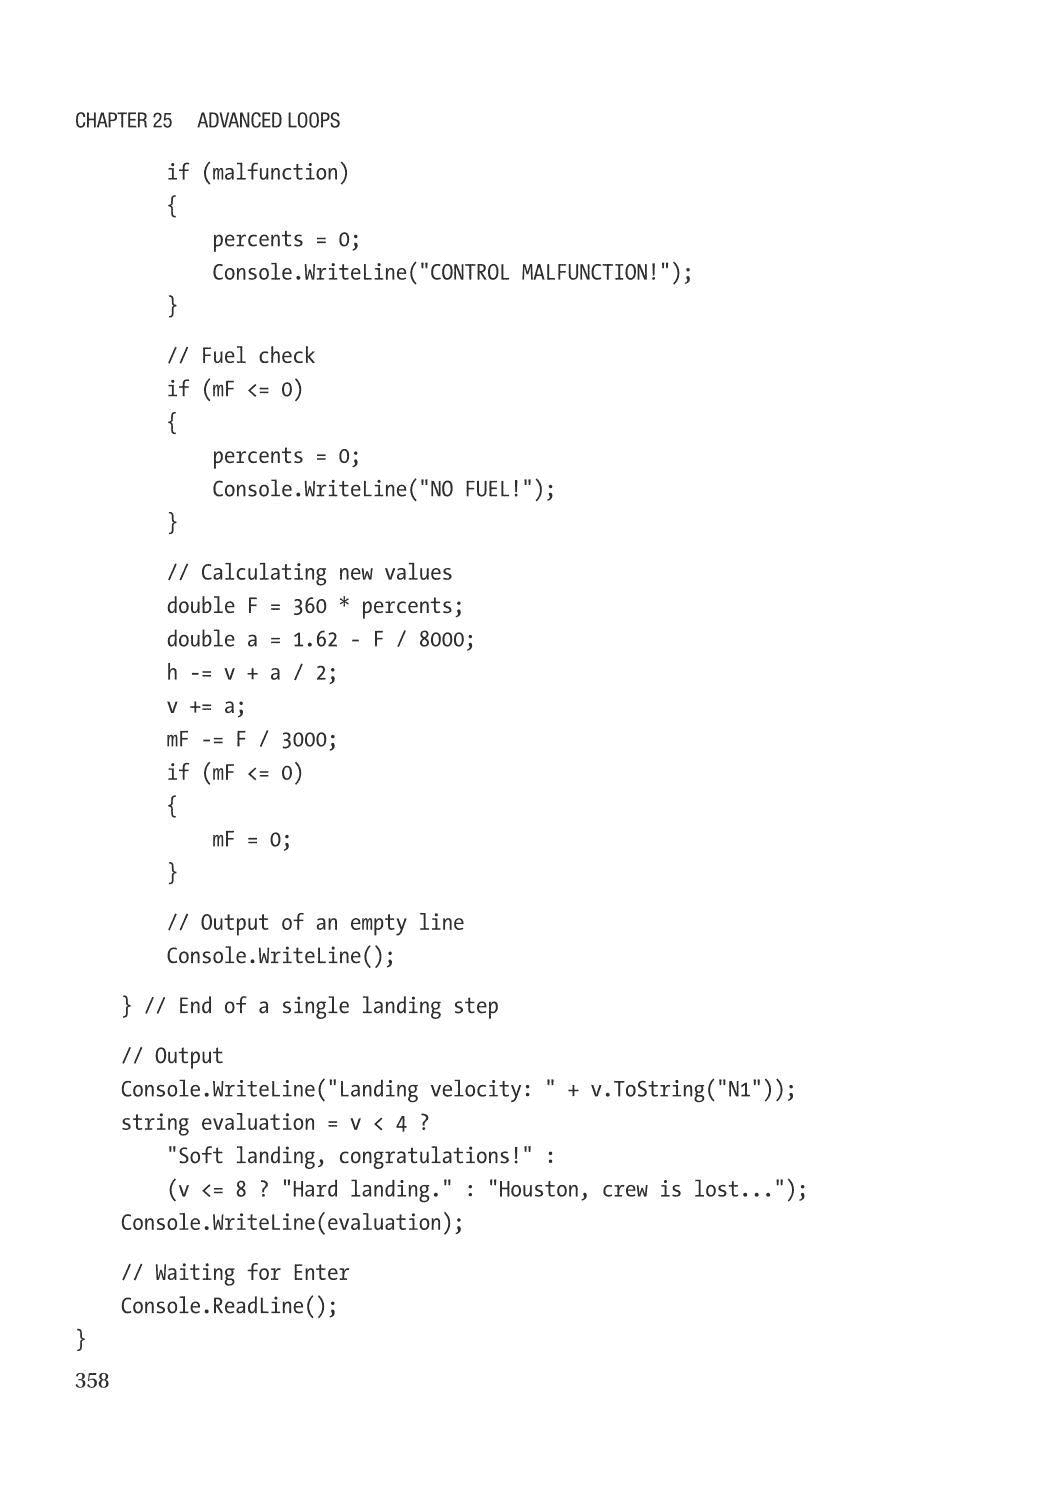 CHAPTER 25 ADVANCED LOOPS
if (malfunction)
{
percents = 0;
Console.WriteLine("CONTROL MALFUNCTION!");
}
// Fuel check
if (mF <= 0)
{
percents = 0;
Console.WriteLine("NO FUEL!");
}
// Calculating new values
double F = 360 * percents;
double a = 1.62 - F / 8000;
h -= v + a / 2;
v += a;
mF -= F / 3000;
if (mF <= 0)
{
mF = 0;
}
// Output of an empty line
Console.WriteLine();
} // End of a single landing step
// Output
Console.WriteLine("Landing velocity: " + v.ToString("N1"));
string evaluation = v < 4 ?
"Soft landing, congratulations!" :
(v <= 8 ? "Hard landing." : "Houston, crew is lost...");
Console.WriteLine(evaluation);
// Waiting for Enter
Console.ReadLine();
}
358